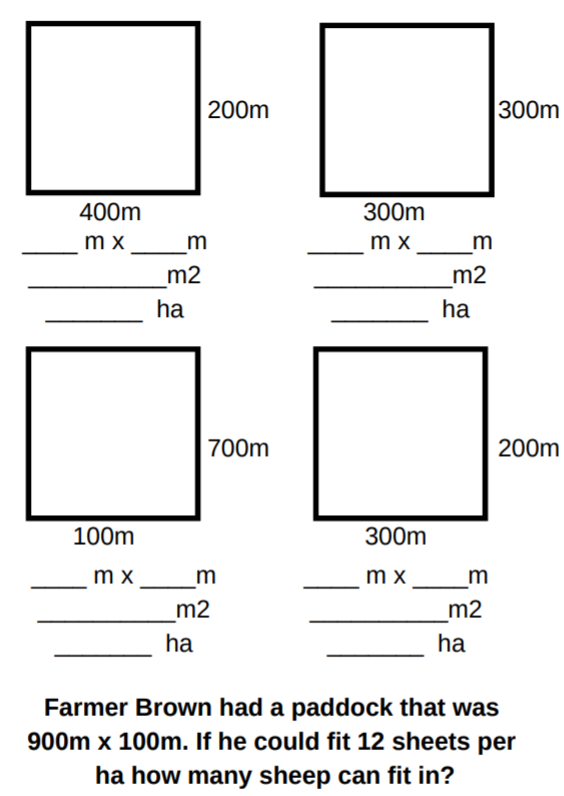 200m
400m
____ m x ____m
__________m2
_______ ha
300m
300m
____ m x ____m
__________m2
_______ ha
700m
100m
____ m x ____m
__________m2
_______ ha
200m
300m
____ m x ____m
__________m2
_______ ha
Farmer Brown had a paddock that was
900m x 100m. If he could fit 12 sheets per
ha how many sheep can fit in?